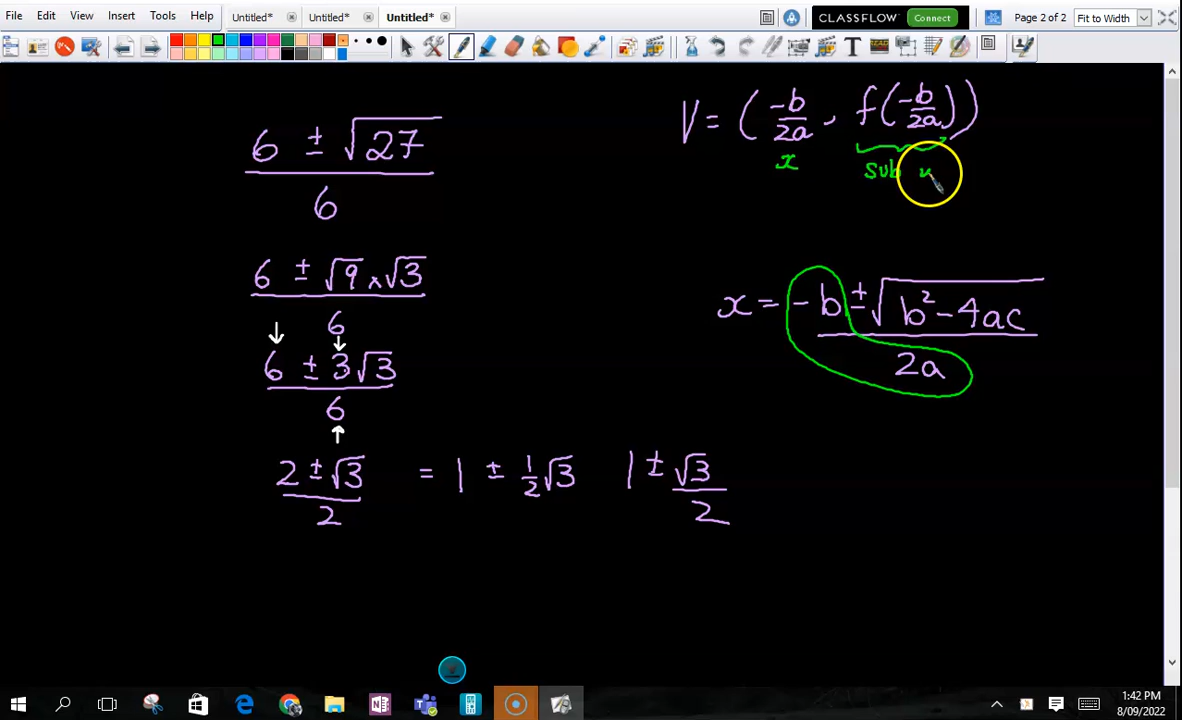 File Edit View Insert Tools Help Untitled* Untitled* Untitled* CLASSFLOW Connect Page 2 of 2 Fit to Width
6 ± √27
6
6 ± √9 × √3
6
6 ± 3√3
6
2 ± √3
2
= 1 ± 1/2 √3
1 ± √3
2
V = ( -b/2a , f(-b/2a) )
x
sub
x = -b ± √b² - 4ac
2a
1:42 PM
8/09/2022